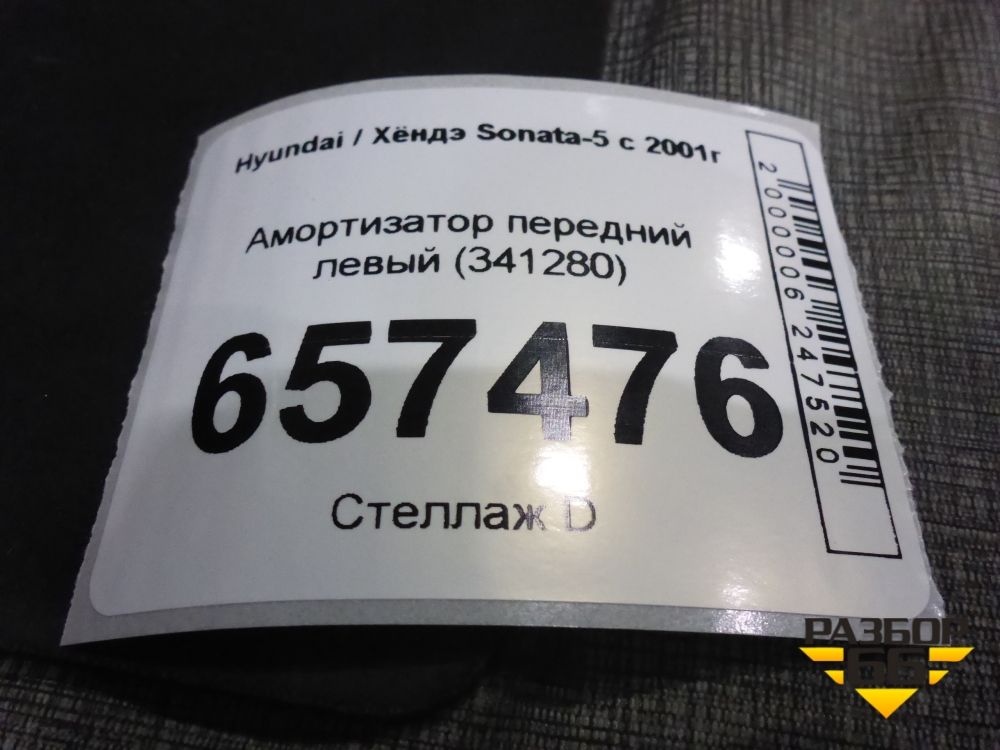 Hyundai / Хёндэ Sonata-5 с 2001г
Амортизатор передний
левый (341280)
657476
Стеллаж D
2000006247520
РАЗБОР
66